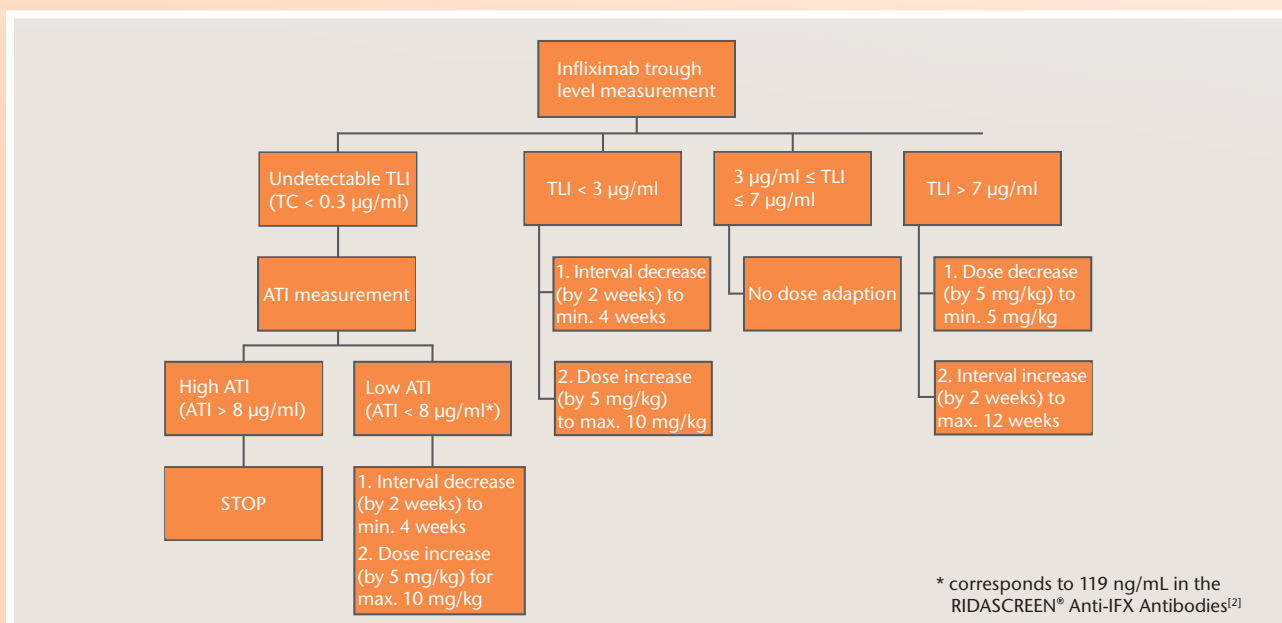 Infliximab trough
level measurement
Undetectable TLI
(TC < 0.3 µg/ml)
ATI measurement
High ATI
(ATI > 8 µg/ml)
STOP
Low ATI
(ATI < 8 µg/ml*)
1. Interval decrease
(by 2 weeks) to
min. 4 weeks
2. Dose increase
(by 5 mg/kg) for
max. 10 mg/kg
TLI < 3 µg/ml
1. Interval decrease
(by 2 weeks) to
min. 4 weeks
2. Dose increase
(by 5 mg/kg)
to max. 10 mg/kg
3 µg/ml ≤ TLI
≤ 7 µg/ml
No dose adaption
TLI > 7 µg/ml
1. Dose decrease
(by 5 mg/kg) to
min. 5 mg/kg
2. Interval increase
(by 2 weeks) to
max. 12 weeks
* corresponds to 119 ng/mL in the
RIDASCREEN® Anti-IFX Antibodies[2]